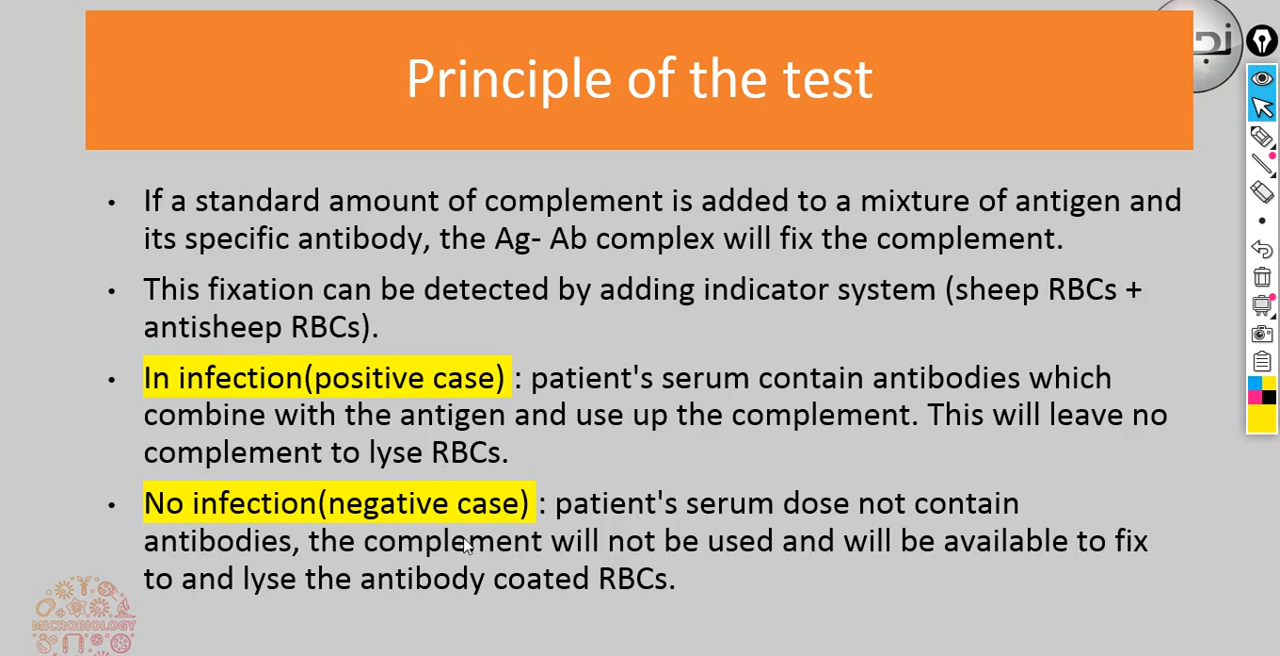 Principle of the test
• If a standard amount of complement is added to a mixture of antigen and
its specific antibody, the Ag- Ab complex will fix the complement.
• This fixation can be detected by adding indicator system (sheep RBCs +
antisheep RBCs).
• In infection(positive case) : patient's serum contain antibodies which
combine with the antigen and use up the complement. This will leave no
complement to lyse RBCs.
• No infection(negative case) : patient's serum dose not contain
antibodies, the complement will not be used and will be available to fix
to and lyse the antibody coated RBCs.
MICROBIOLOGY